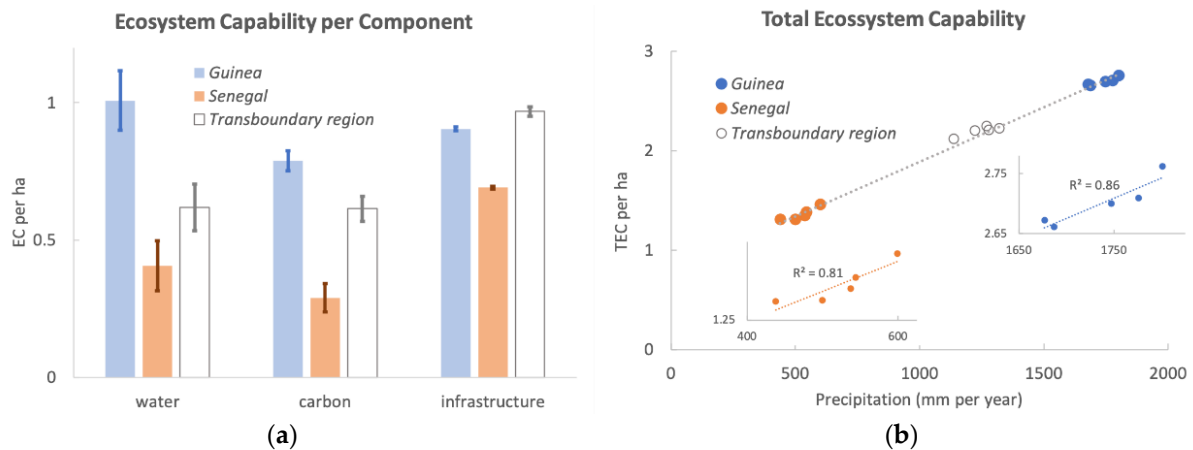 Ecosystem Capability per Component
EC per ha
1
0.5
0
Guinea
Senegal
Transboundary region
water
carbon
infrastructure
(a)
Total Ecossystem Capability
TEC per ha
3
2
1
0
Guinea
Senegal
Transboundary region
2.75
R² = 0.86
2.65
1650
1750
R² = 0.81
1.25
400
600
0
500
1000
1500
2000
Precipitation (mm per year)
(b)